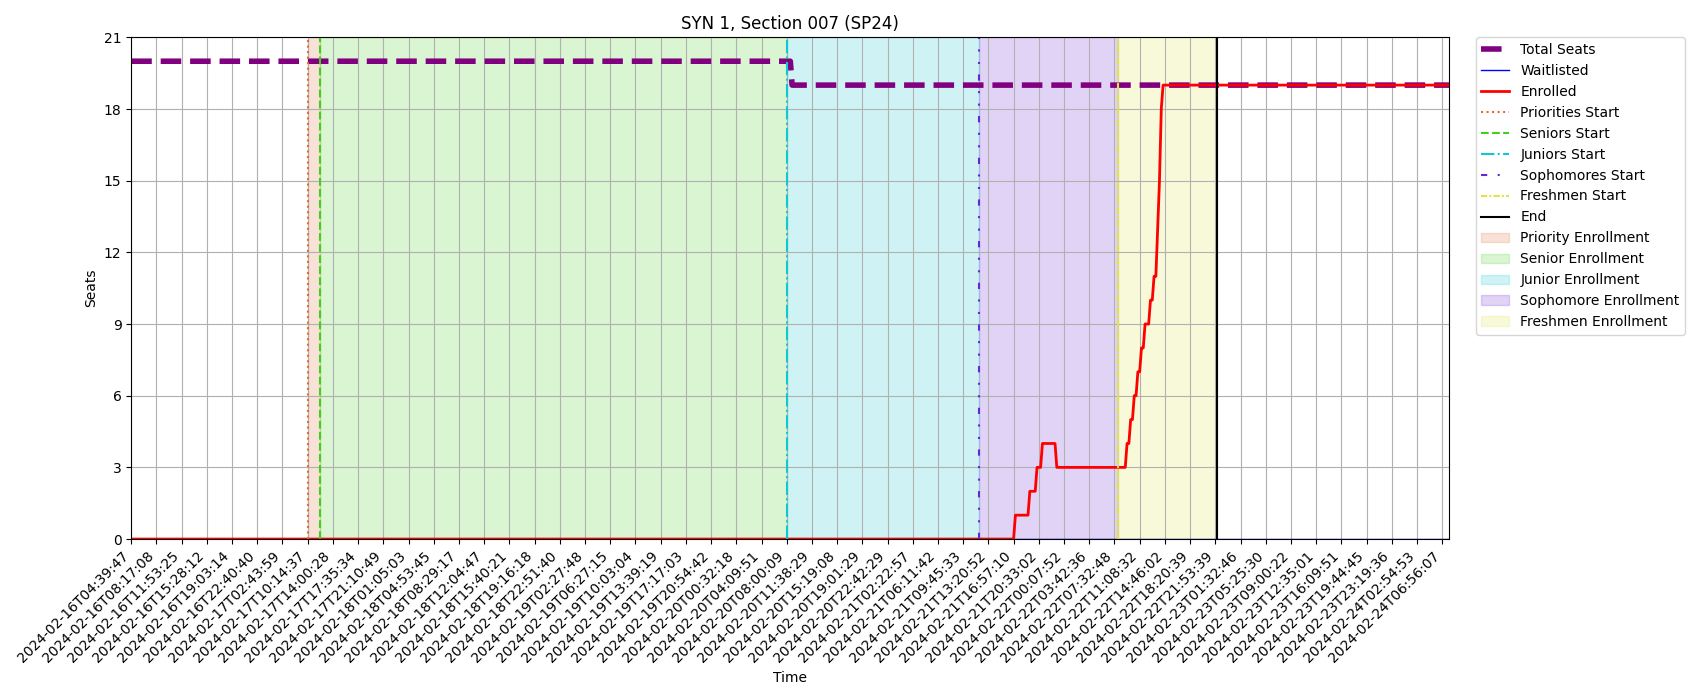 SYN 1, Section 007 (SP24)
21
18
15
12
9
6
3
0
Seats
2024-02-16T04:39:47
2024-02-16T08:17:08
2024-02-16T11:53:25
2024-02-16T15:28:12
2024-02-16T19:03:14
2024-02-16T22:40:40
2024-02-17T02:43:59
2024-02-17T10:14:37
2024-02-17T14:00:28
2024-02-17T17:35:34
2024-02-17T21:10:49
2024-02-18T01:05:03
2024-02-18T04:53:45
2024-02-18T08:29:17
2024-02-18T12:04:47
2024-02-18T15:40:21
2024-02-18T19:16:18
2024-02-18T22:51:40
2024-02-19T02:27:48
2024-02-19T06:27:15
2024-02-19T10:03:04
2024-02-19T13:39:19
2024-02-19T17:17:03
2024-02-19T20:54:42
2024-02-20T00:32:18
2024-02-20T04:09:51
2024-02-20T08:00:09
2024-02-20T11:38:29
2024-02-20T15:19:08
2024-02-20T19:01:29
2024-02-20T22:42:29
2024-02-21T02:22:57
2024-02-21T06:11:42
2024-02-21T09:45:33
2024-02-21T13:20:52
2024-02-21T16:57:10
2024-02-21T20:33:02
2024-02-22T00:07:52
2024-02-22T03:42:36
2024-02-22T07:32:48
2024-02-22T11:08:32
2024-02-22T14:46:02
2024-02-22T18:20:39
2024-02-22T21:53:39
2024-02-23T01:32:46
2024-02-23T05:25:30
2024-02-23T09:00:22
2024-02-23T12:35:01
2024-02-23T16:09:51
2024-02-23T19:44:45
2024-02-23T23:19:36
2024-02-24T02:54:53
2024-02-24T06:56:07
Time
Total Seats
Waitlisted
Enrolled
Priorities Start
Seniors Start
Juniors Start
Sophomores Start
Freshmen Start
End
Priority Enrollment
Senior Enrollment
Junior Enrollment
Sophomore Enrollment
Freshmen Enrollment